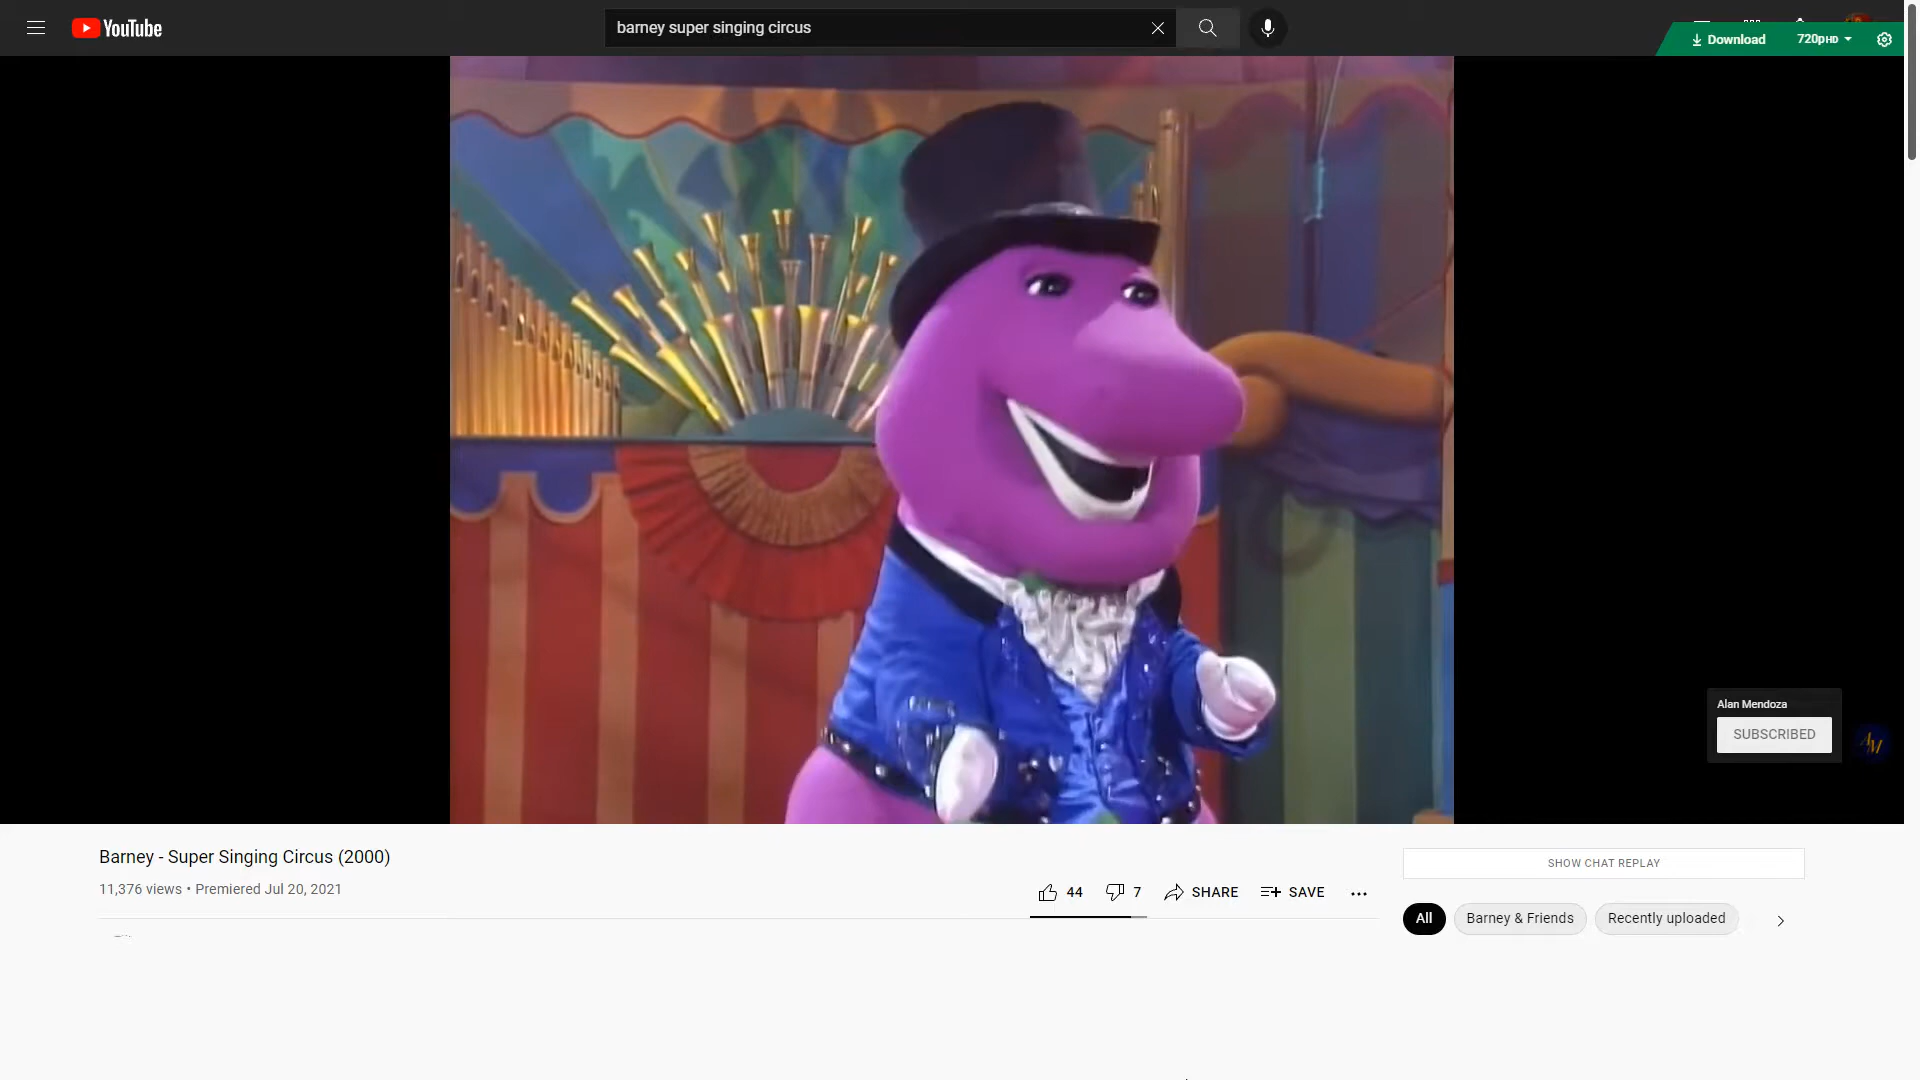 YouTube
barney super singing circus
Download
720pHD
Alan Mendoza
SUBSCRIBED
AM
Barney - Super Singing Circus (2000)
11,376 views • Premiered Jul 20, 2021
44
7
SHARE
SAVE
SHOW CHAT REPLAY
All
Barney & Friends
Recently uploaded